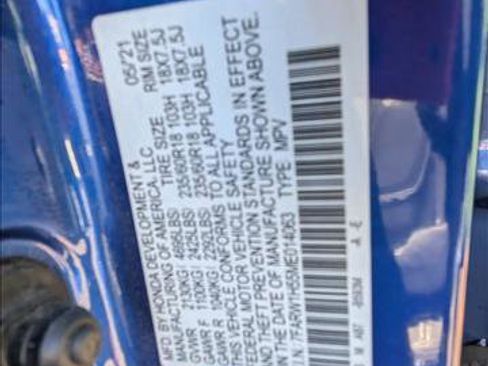 MFD. BY HONDA DEVELOPMENT & 05/'21
MANUFACTURING OF AMERICA, LLC
TIRE SIZE RIM SIZE
GVWR 2130KG( 4695LBS)
GAWR F 1100KG( 2425LBS) 235/60R18 103H 18X7.5J
GAWR R 1040KG( 2292LBS) 235/60R18 103H 18X7.5J
THIS VEHICLE CONFORMS TO ALL APPLICABLE
FEDERAL MOTOR VEHICLE SAFETY
AND THEFT PREVENTION STANDARDS IN EFFECT
ON THE DATE OF MANUFACTURE SHOWN ABOVE.
TYPE MPV